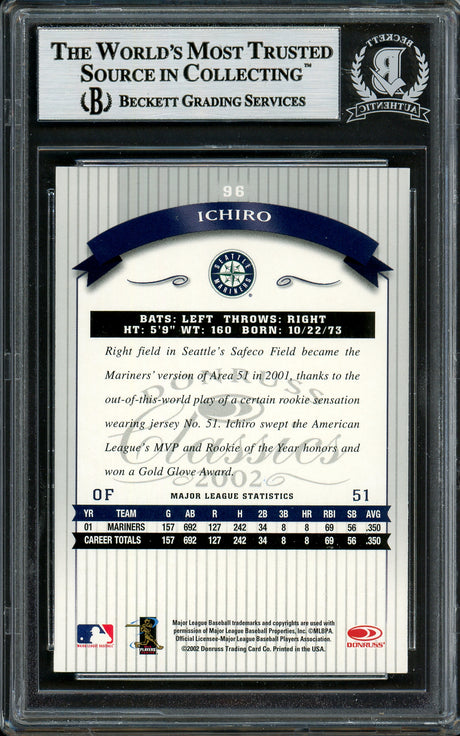 THE WORLD'S MOST TRUSTED
SOURCE IN COLLECTING™
B BECKETT GRADING SERVICES
BECKETT
AUTHENTIC
96
ICHIRO
SEATTLE
MARINERS
BATS: LEFT THROWS: RIGHT
HT: 5'9" WT: 160 BORN: 10/22/73
Right field in Seattle's Safeco Field became the
Mariners' version of Area 51 in 2001, thanks to the
out-of-this-world play of a certain rookie sensation
wearing jersey No. 51. Ichiro swept the American
League's MVP and Rookie of the Year honors and
won a Gold Glove Award.
DONRUSS
Classics
2002
OF MAJOR LEAGUE STATISTICS 51
YR TEAM G AB R H 2B 3B HR RBI SB AVG
01 MARINERS 157 692 127 242 34 8 8 69 56 .350
CAREER TOTALS 157 692 127 242 34 8 8 69 56 .350
Major League Baseball trademarks and copyrights are used with
permission of Major League Baseball Properties, Inc. ©MLBPA.
Official Licensee-Major League Baseball Players Association.
©2002 Donruss Trading Card Co. Printed in the USA.
PLAYERS
DONRUSS